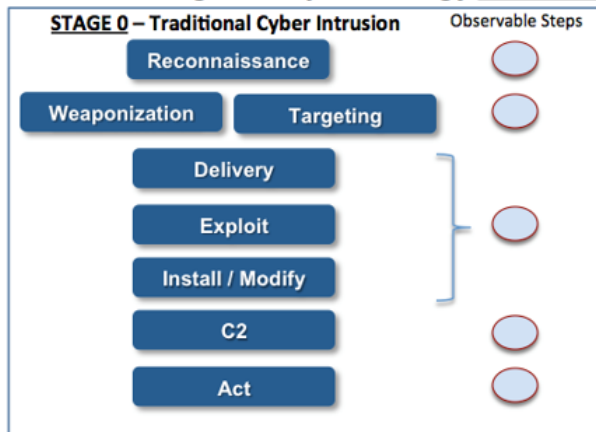 STAGE 0 – Traditional Cyber Intrusion
Observable Steps
Reconnaissance
Weaponization
Targeting
Delivery
Exploit
Install / Modify
C2
Act